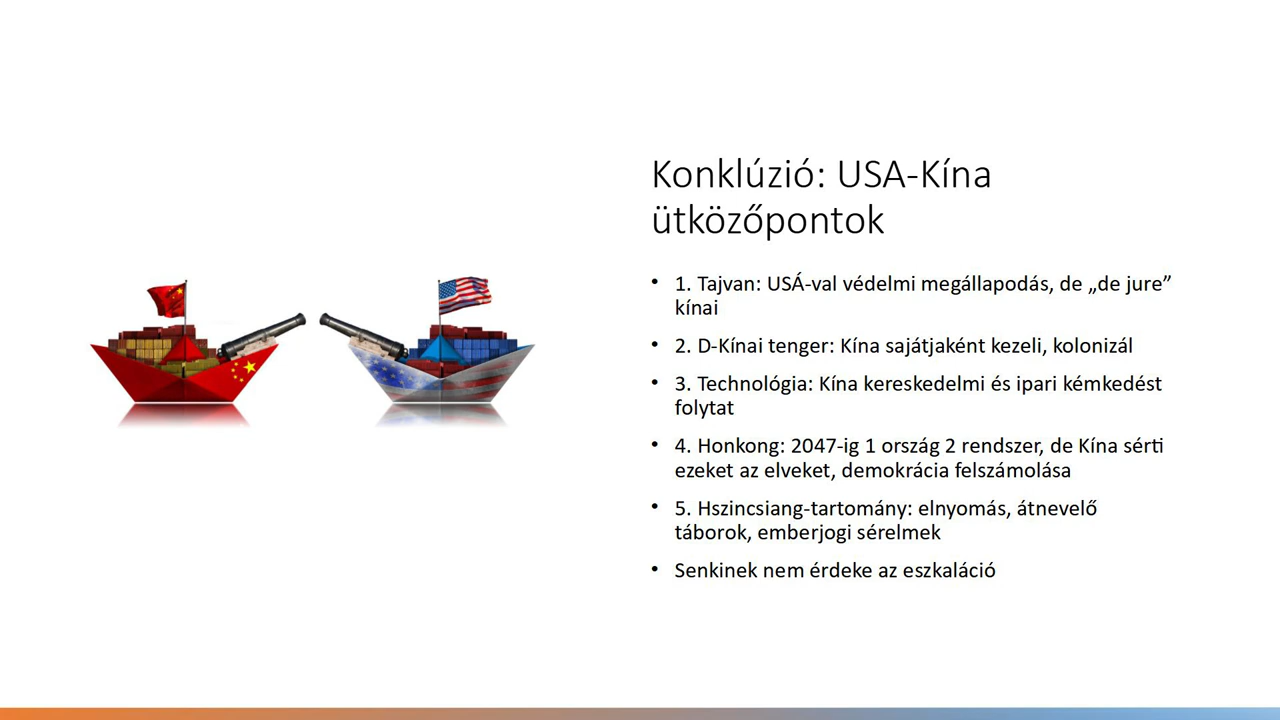 Konklúzió: USA-Kína
ütközőpontok
• 1. Tajvan: USÁ-val védelmi megállapodás, de „de jure”
kínai
• 2. D-Kínai tenger: Kína sajátjaként kezeli, kolonizál
• 3. Technológia: Kína kereskedelmi és ipari kémkedést
folytat
• 4. Honkong: 2047-ig 1 ország 2 rendszer, de Kína sérti
ezeket az elveket, demokrácia felszámolása
• 5. Hszincsiang-tartomány: elnyomás, átnevelő
táborok, emberjogi sérelmek
• Senkinek nem érdeke az eszkaláció